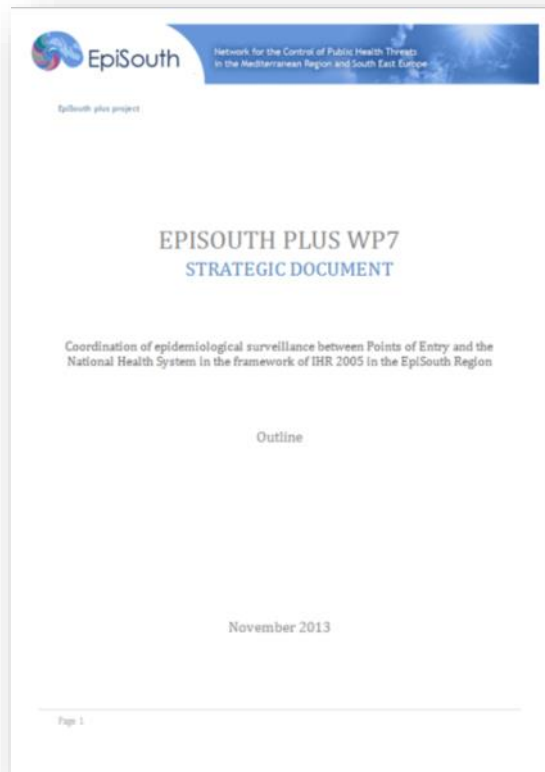 EpiSouth
Network for the Control of Public Health Threats
in the Mediterranean Region and South East Europe
EpiSouth plus project
EPISOUTH PLUS WP7
STRATEGIC DOCUMENT
Coordination of epidemiological surveillance between Points of Entry and the
National Health System in the framework of IHR 2005 in the EpiSouth Region
Outline
November 2013
Page 1